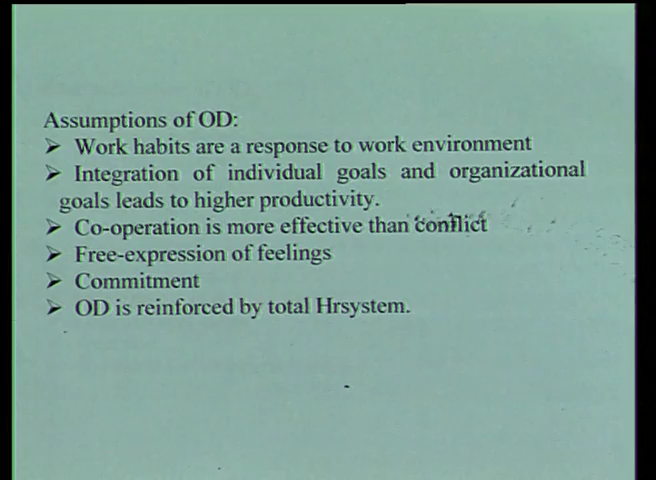 Assumptions of OD:
➢ Work habits are a response to work environment
➢ Integration of individual goals and organizational
goals leads to higher productivity.
➢ Co-operation is more effective than conflict
➢ Free-expression of feelings
➢ Commitment
➢ OD is reinforced by total Hrsystem.